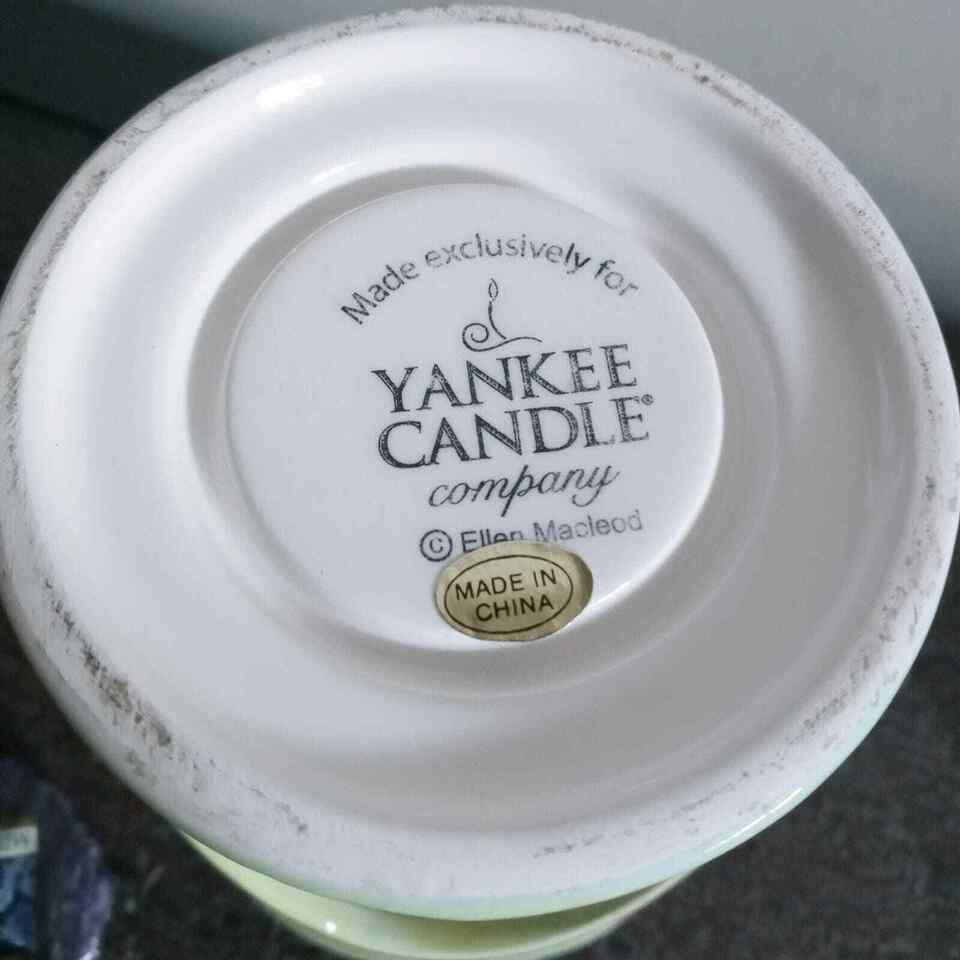 Made exclusively for
YANKEE
CANDLE®
company
© Ellen Macleod
MADE IN
CHINA